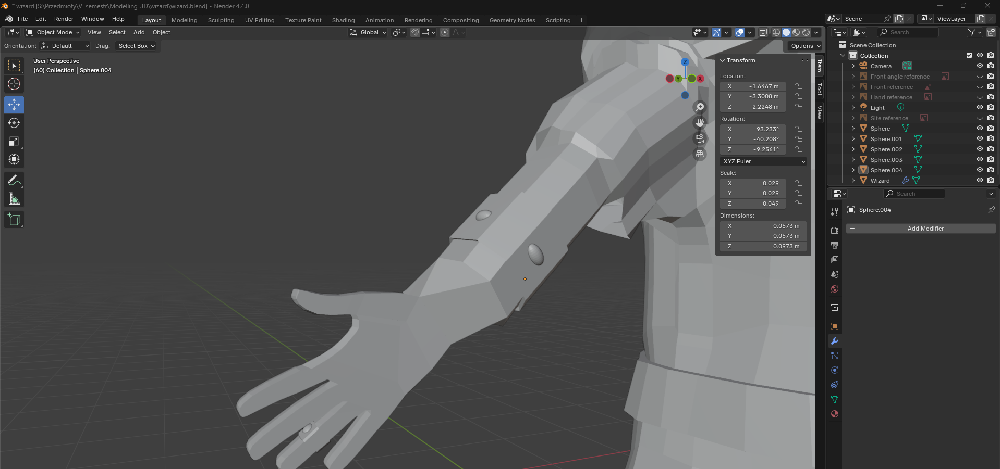 * wizard [S:\Przedmioty\VI semestr\Modelling_3D\wizard\wizard.blend] - Blender 4.4.0
File Edit Render Window Help Layout Modeling Sculpting UV Editing Texture Paint Shading Animation Rendering Compositing Geometry Nodes Scripting + Scene ViewLayer
Object Mode View Select Add Object Global Search
Orientation: Default Drag: Select Box Options
Scene Collection
User Perspective
(60) Collection | Sphere.004
Z
Y
X
Transform
Location:
X -1.6467 m
Y -3.3008 m
Z 2.2248 m
Rotation:
X 93.233°
Y -40.208°
Z -9.2561°
XYZ Euler
Scale:
X 0.029
Y 0.029
Z 0.049
Dimensions:
X 0.0573 m
Y 0.0573 m
Z 0.0973 m
Item
Tool
View
Collection
Camera
Front angle reference
Front reference
Hand reference
Light
Site reference
Sphere
Sphere.001
Sphere.002
Sphere.003
Sphere.004
Wizard
Search
Sphere.004
+ Add Modifier